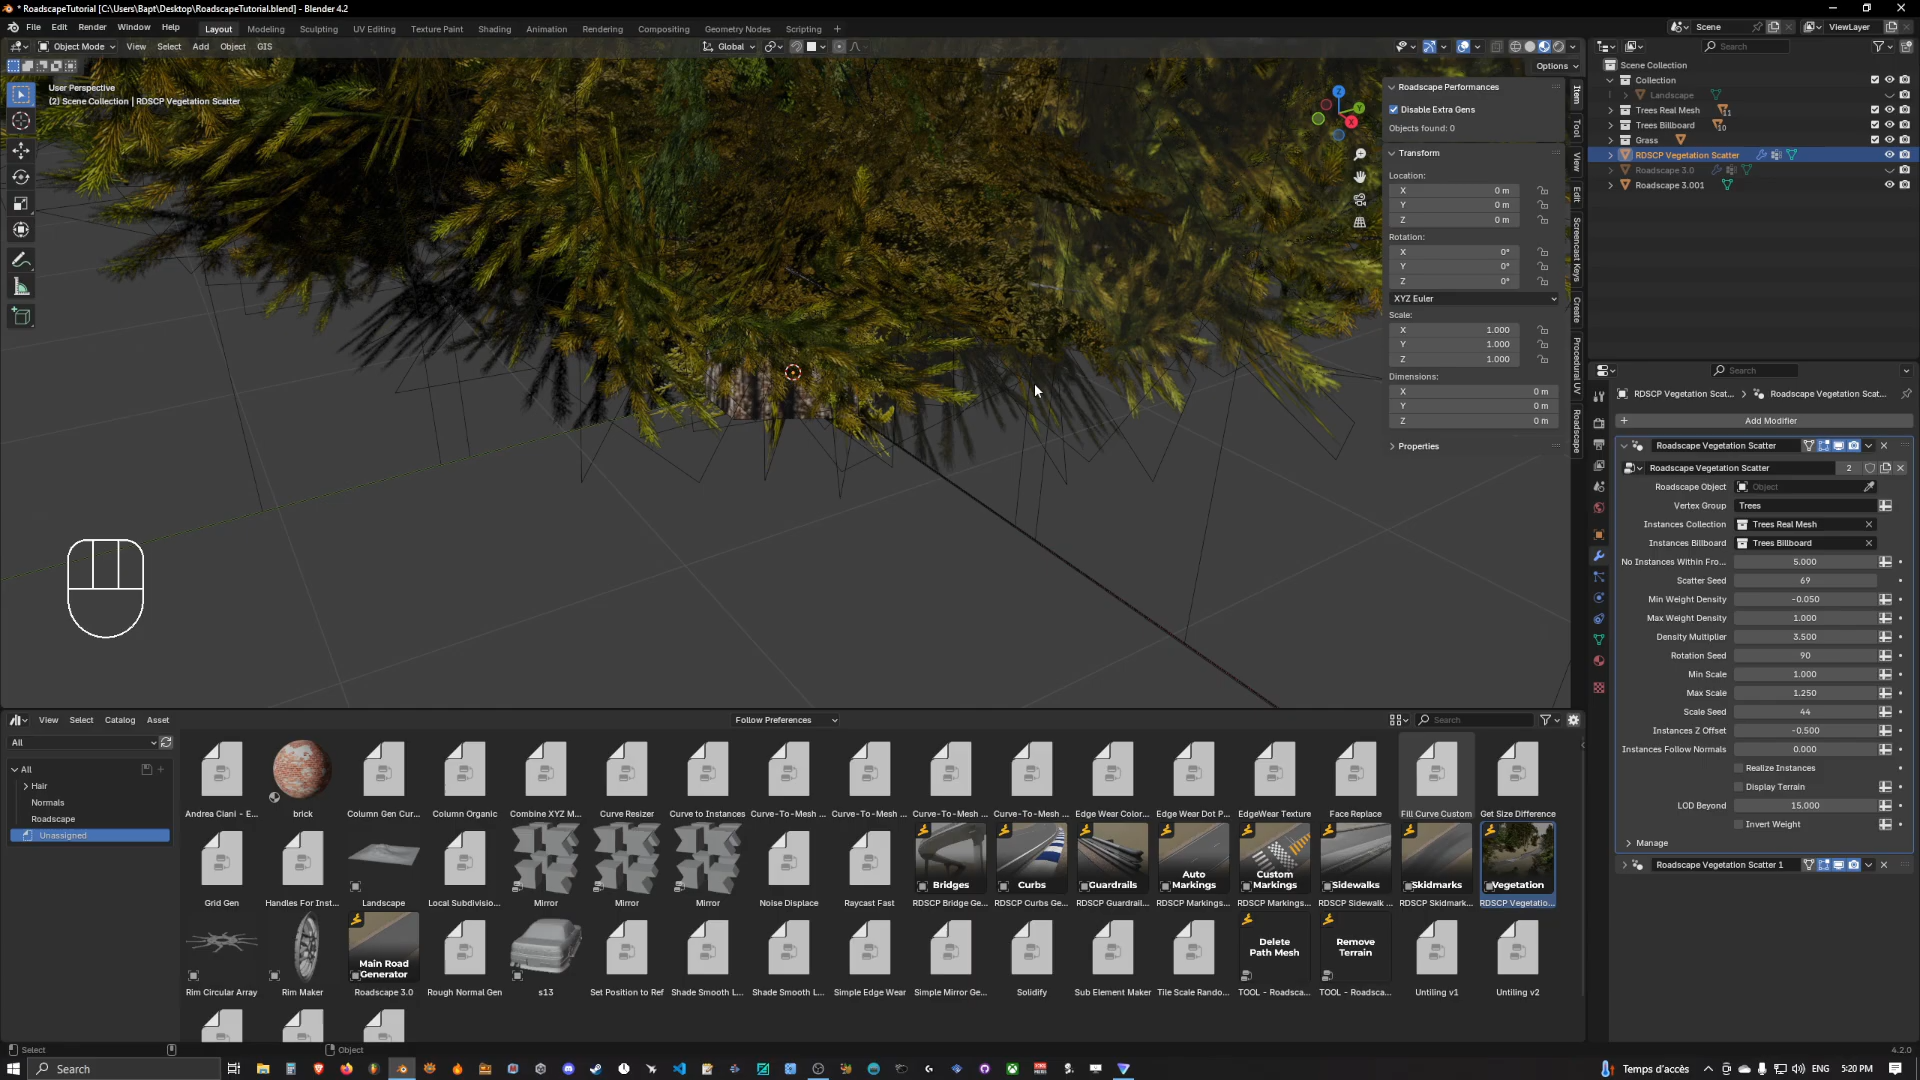 * RoadscapeTutorial [C:\Users\Bapt\Desktop\RoadscapeTutorial.blend] - Blender 4.2
File Edit Render Window Help Layout Modeling Sculpting UV Editing Texture Paint Shading Animation Rendering Compositing Geometry Nodes Scripting + Scene ViewLayer
Object Mode View Select Add Object GIS Global Search
Options
User Perspective
(2) Scene Collection | RDSCP Vegetation Scatter
Scene Collection
Collection
Landscape
Trees Real Mesh 11
Trees Billboard 10
Grass
RDSCP Vegetation Scatter
Roadscape 3.0
Roadscape 3.001
Z
Y
X
Roadscape Performances
Disable Extra Gens
Objects found: 0
Transform
Location:
X 0 m
Y 0 m
Z 0 m
Rotation:
X 0°
Y 0°
Z 0°
XYZ Euler
Scale:
X 1.000
Y 1.000
Z 1.000
Dimensions:
X 0 m
Y 0 m
Z 0 m
Properties
Item
Tool
View
Edit
Screencast Keys
Create
Procedural UV
Roadscape
Search
RDSCP Vegetation Scat... > Roadscape Vegetation Scat...
+ Add Modifier
Roadscape Vegetation Scatter
Roadscape Vegetation Scatter 2
Roadscape Object Object
Vertex Group Trees
Instances Collection Trees Real Mesh
Instances Billboard Trees Billboard
No Instances Within Fro... 5.000
Scatter Seed 69
Min Weight Density -0.050
Max Weight Density 1.000
Density Multiplier 3.500
Rotation Seed 90
Min Scale 1.000
Max Scale 1.250
Scale Seed 44
Instances Z Offset -0.500
Instances Follow Normals 0.000
Realize Instances
Display Terrain
LOD Beyond 15.000
Invert Weight
Manage
Roadscape Vegetation Scatter 1
View Select Catalog Asset Follow Preferences Search
All
All
Hair
Normals
Roadscape
Unassigned
Andrea Ciani - E... brick Column Gen Cur... Column Organic Combine XYZ M... Curve Resizer Curve to Instances Curve-To-Mesh ... Curve-To-Mesh ... Curve-To-Mesh ... Curve-To-Mesh ... Edge Wear Color... Edge Wear Dot P... EdgeWear Texture Face Replace Fill Curve Custom Get Size Difference
Bridges Curbs Guardrails Auto Markings Custom Markings Sidewalks Skidmarks Vegetation
Grid Gen Handles For Inst... Landscape Local Subdivisio... Mirror Mirror Mirror Noise Displace Raycast Fast RDSCP Bridge Ge... RDSCP Curbs Ge... RDSCP Guardrail... RDSCP Markings... RDSCP Markings... RDSCP Sidewalk ... RDSCP Skidmark... RDSCP Vegetatio...
Main Road Generator Delete Path Mesh Remove Terrain
Rim Circular Array Rim Maker Roadscape 3.0 Rough Normal Gen s13 Set Position to Ref Shade Smooth L... Shade Smooth L... Simple Edge Wear Simple Mirror Ge... Solidify Sub Element Maker Tile Scale Rando... TOOL - Roadsca... TOOL - Roadsca... Untiling v1 Untiling v2
Select Object 4.2.0
Search Temps d'accès ENG 5:20 PM